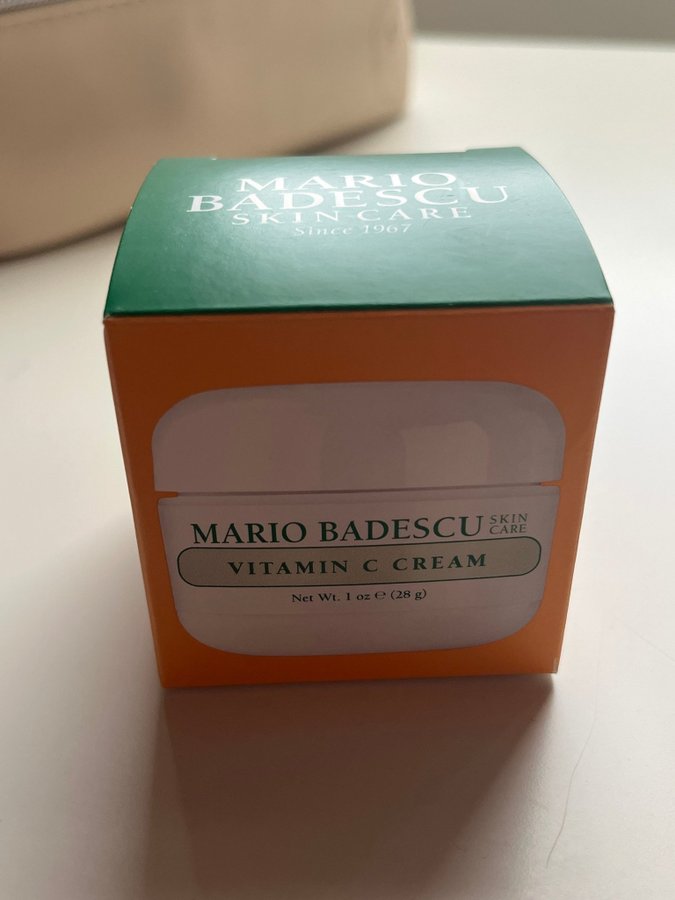 MARIO
BADESCU
SKIN CARE
Since 1967
MARIO BADESCU SKIN CARE
VITAMIN C CREAM
Net Wt. 1 oz ℮ (28 g)